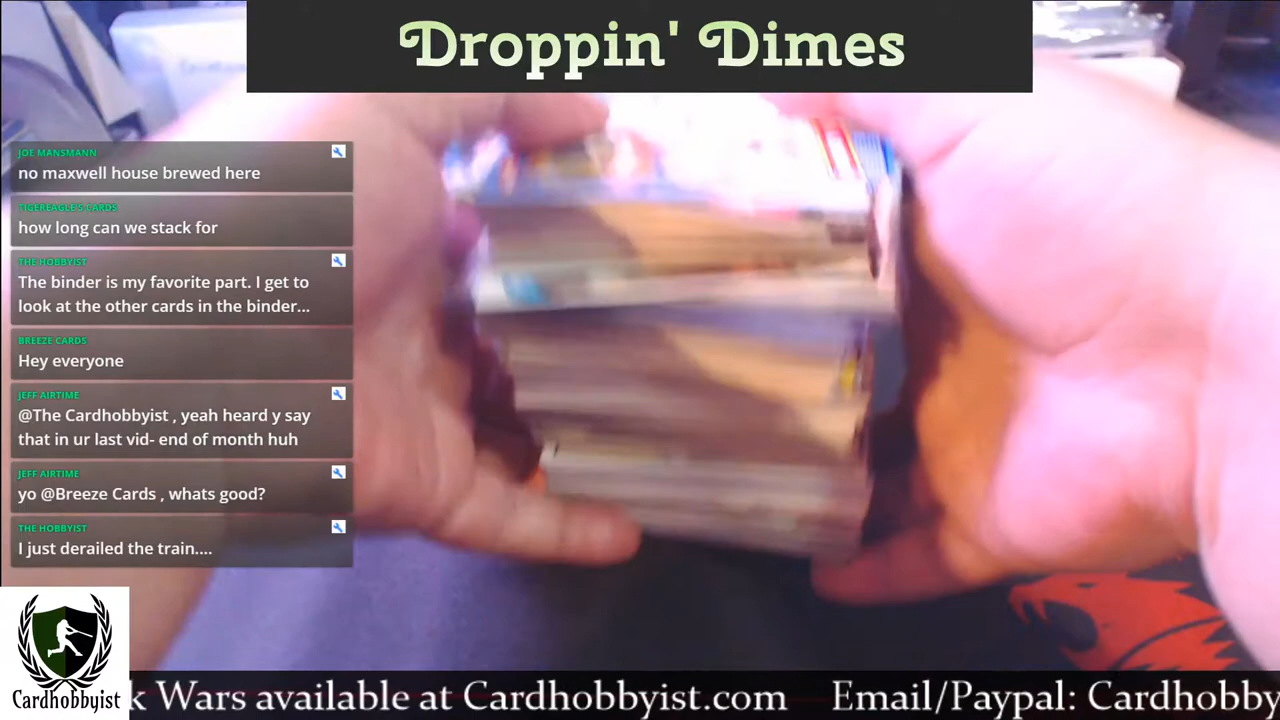 Droppin' Dimes
JOE MANSMANN
no maxwell house brewed here
TIGEREAGLE'S CARDS
how long can we stack for
THE HOBBYIST
The binder is my favorite part. I get to
look at the other cards in the binder...
BREEZE CARDS
Hey everyone
JEFF AIRTIME
@The Cardhobbyist , yeah heard y say
that in ur last vid- end of month huh
JEFF AIRTIME
yo @Breeze Cards , whats good?
THE HOBBYIST
I just derailed the train....
Cardhobbyist
k Wars available at Cardhobbyist.com Email/Paypal: Cardhobby